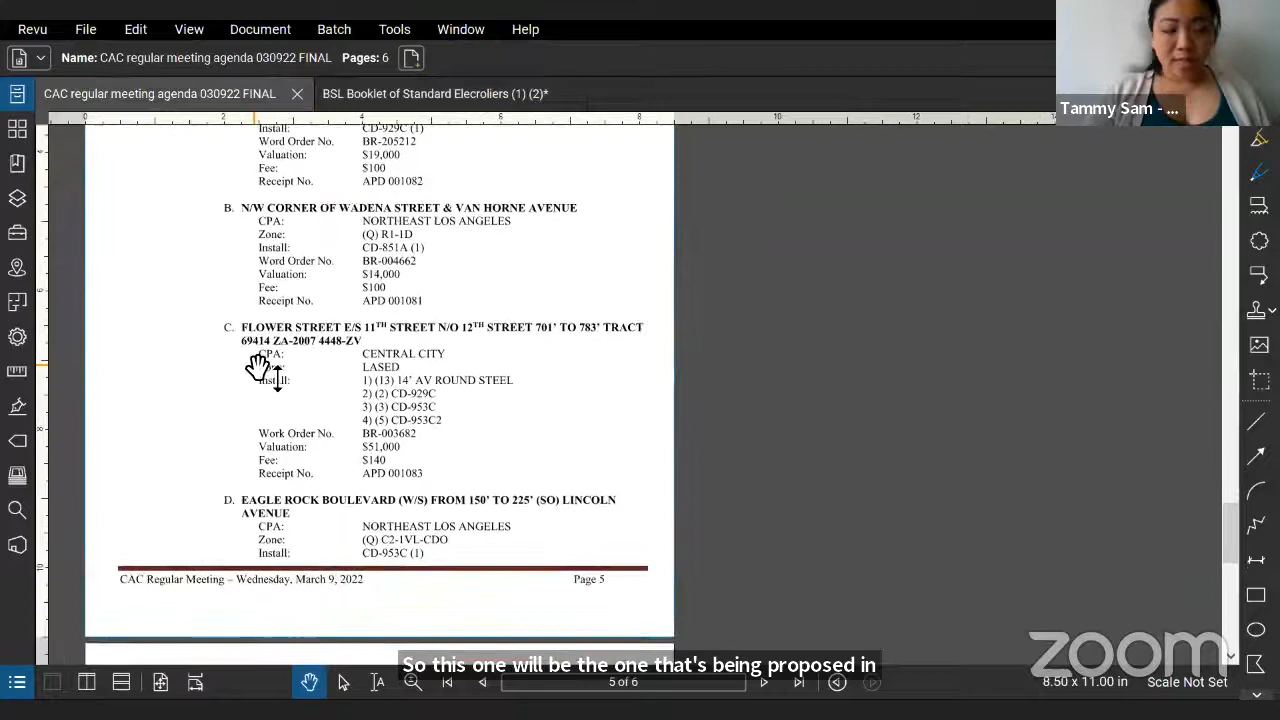 Revu File Edit View Document Batch Tools Window Help
Name: CAC regular meeting agenda 030922 FINAL Pages: 6
CAC regular meeting agenda 030922 FINAL
BSL Booklet of Standard Elecroliers (1) (2)*
Tammy Sam - ...
0 2 4 6 8 10
Install: CD-929C (1)
Word Order No. BR-205212
Valuation: $19,000
Fee: $100
Receipt No. APD 001082
B. N/W CORNER OF WADENA STREET & VAN HORNE AVENUE
CPA: NORTHEAST LOS ANGELES
Zone: (Q) R1-1D
Install: CD-851A (1)
Word Order No. BR-004662
Valuation: $14,000
Fee: $100
Receipt No. APD 001081
C. FLOWER STREET E/S 11TH STREET N/O 12TH STREET 701' TO 783' TRACT
69414 ZA-2007 4448-ZV
CPA: CENTRAL CITY
LASED
Install: 1) (13) 14' AV ROUND STEEL
2) (2) CD-929C
3) (3) CD-953C
4) (5) CD-953C2
Work Order No. BR-003682
Valuation: $51,000
Fee: $140
Receipt No. APD 001083
D. EAGLE ROCK BOULEVARD (W/S) FROM 150' TO 225' (SO) LINCOLN
AVENUE
CPA: NORTHEAST LOS ANGELES
Zone: (Q) C2-1VL-CDO
Install: CD-953C (1)
CAC Regular Meeting – Wednesday, March 9, 2022 Page 5
zoom
So this one will be the one that's being proposed in
5 of 6
8.50 x 11.00 in Scale Not Set